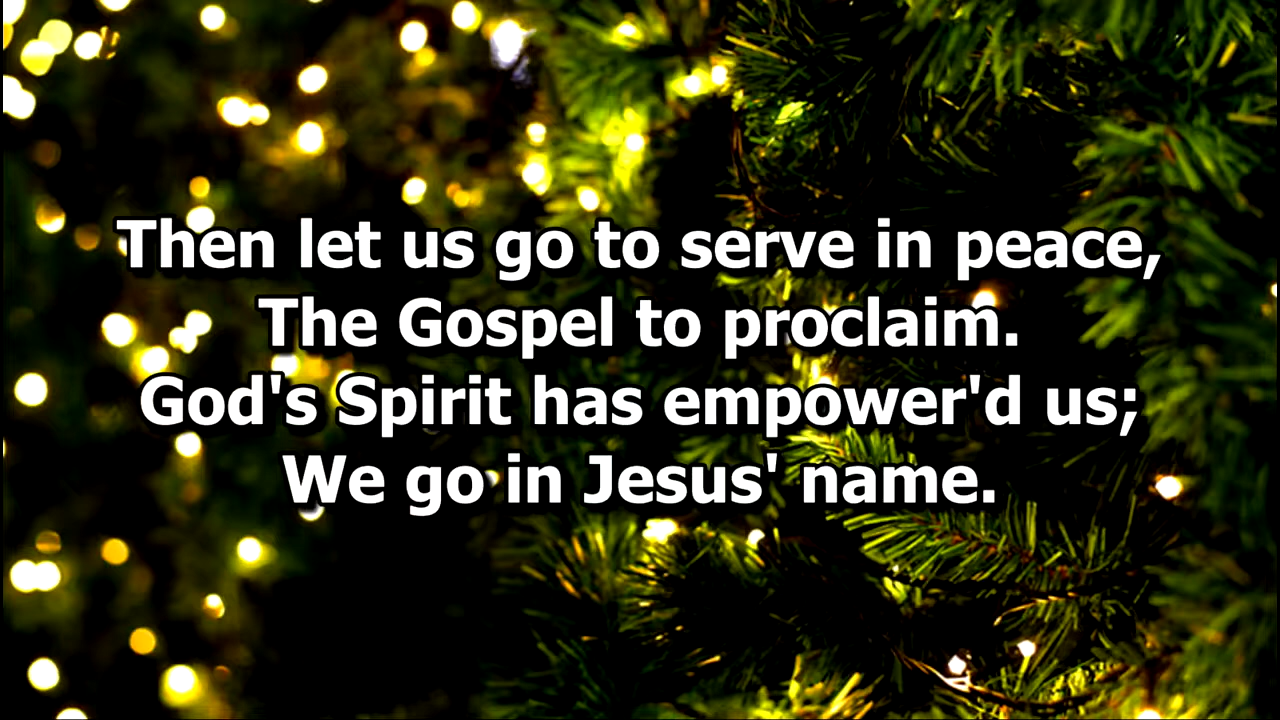 Then let us go to serve in peace,
The Gospel to proclaim.
God's Spirit has empower'd us;
We go in Jesus' name.